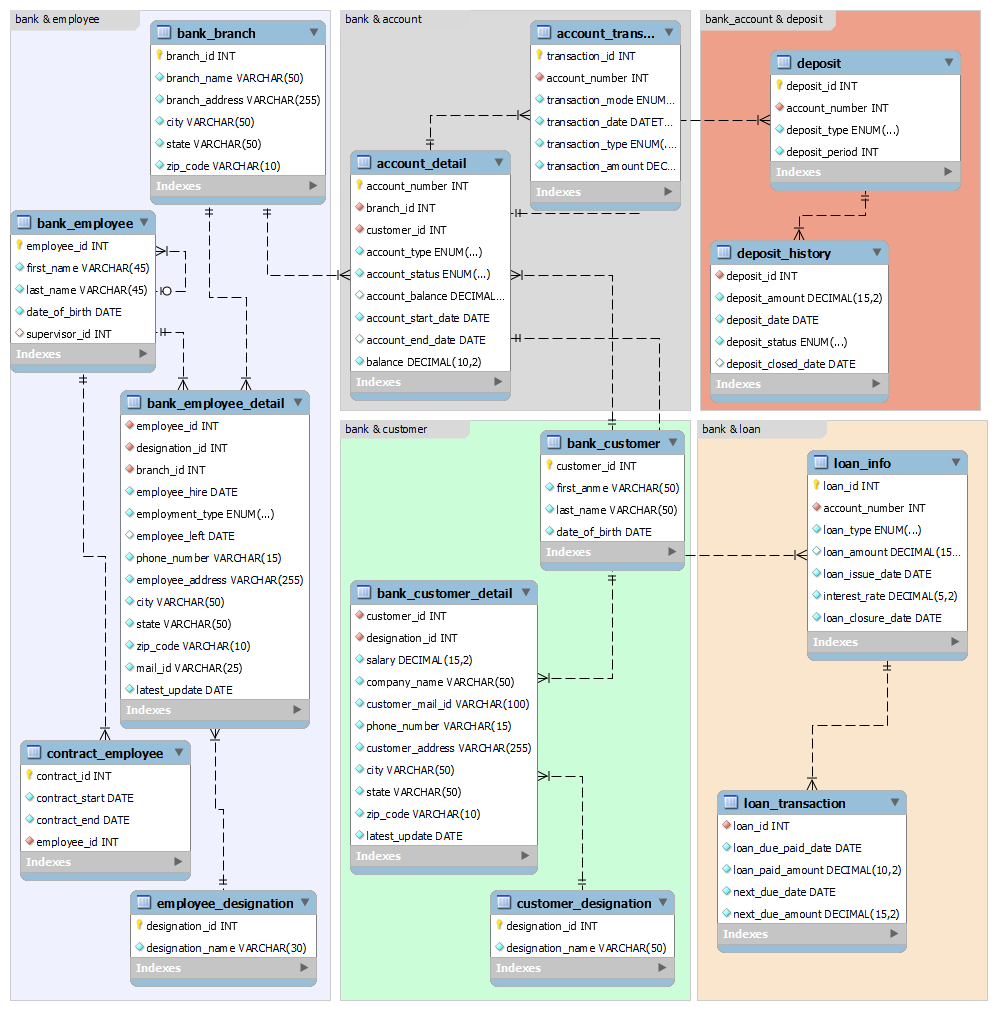 bank & employee
bank_branch
branch_id INT
branch_name VARCHAR(50)
branch_address VARCHAR(255)
city VARCHAR(50)
state VARCHAR(50)
zip_code VARCHAR(10)
Indexes
bank_employee
employee_id INT
first_name VARCHAR(45)
last_name VARCHAR(45)
date_of_birth DATE
supervisor_id INT
Indexes
bank_employee_detail
employee_id INT
designation_id INT
branch_id INT
employee_hire DATE
employment_type ENUM(...)
employee_left DATE
phone_number VARCHAR(15)
employee_address VARCHAR(255)
city VARCHAR(50)
state VARCHAR(50)
zip_code VARCHAR(10)
mail_id VARCHAR(25)
latest_update DATE
Indexes
contract_employee
contract_id INT
contract_start DATE
contract_end DATE
employee_id INT
Indexes
employee_designation
designation_id INT
designation_name VARCHAR(30)
Indexes
bank & account
account_trans...
transaction_id INT
account_number INT
transaction_mode ENUM...
transaction_date DATET...
transaction_type ENUM(....
transaction_amount DEC...
Indexes
account_detail
account_number INT
branch_id INT
customer_id INT
account_type ENUM(...)
account_status ENUM(...)
account_balance DECIMAL...
account_start_date DATE
account_end_date DATE
balance DECIMAL(10,2)
Indexes
bank_account & deposit
deposit
deposit_id INT
account_number INT
deposit_type ENUM(...)
deposit_period INT
Indexes
deposit_history
deposit_id INT
deposit_amount DECIMAL(15,2)
deposit_date DATE
deposit_status ENUM(...)
deposit_closed_date DATE
Indexes
bank & customer
bank_customer
customer_id INT
first_anme VARCHAR(50)
last_name VARCHAR(50)
date_of_birth DATE
Indexes
bank_customer_detail
customer_id INT
designation_id INT
salary DECIMAL(15,2)
company_name VARCHAR(50)
customer_mail_id VARCHAR(100)
phone_number VARCHAR(15)
customer_address VARCHAR(255)
city VARCHAR(50)
state VARCHAR(50)
zip_code VARCHAR(10)
latest_update DATE
Indexes
customer_designation
designation_id INT
designation_name VARCHAR(50)
Indexes
bank & loan
loan_info
loan_id INT
account_number INT
loan_type ENUM(...)
loan_amount DECIMAL(15...
loan_issue_date DATE
interest_rate DECIMAL(5,2)
loan_closure_date DATE
Indexes
loan_transaction
loan_id INT
loan_due_paid_date DATE
loan_paid_amount DECIMAL(10,2)
next_due_date DATE
next_due_amount DECIMAL(15,2)
Indexes